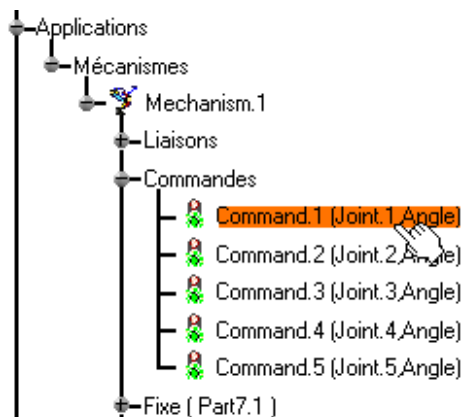 Applications
Mécanismes
Mechanism.1
Liaisons
Commandes
Command.1 (Joint.1,Angle)
Command.2 (Joint.2,Angle)
Command.3 (Joint.3,Angle)
Command.4 (Joint.4,Angle)
Command.5 (Joint.5,Angle)
Fixe ( Part7.1 )